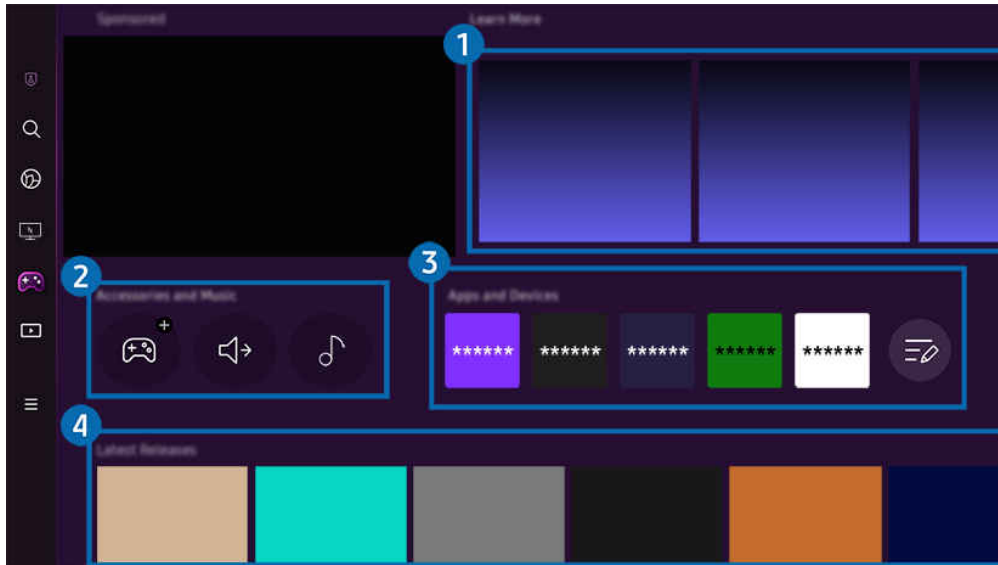 Sponsored
Learn More
1
2
3
Accessories and Music
Apps and Devices
****** ****** ****** ****** ******
4
Latest Releases